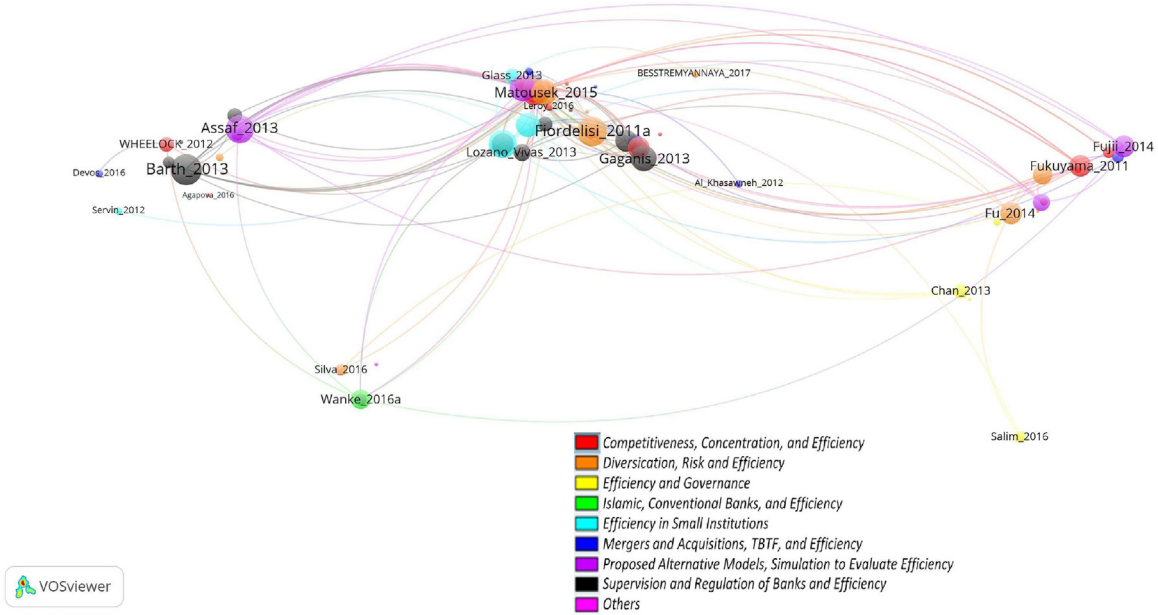 Glass_2013
BESSTREMYANNAYA_2017
Matousek_2015
Leroy_2016
Assaf_2013
Fiordelisi_2011a
WHEELOCK_2012
Lozano_Vivas_2013
Gaganis_2013
Fujii_2014
Barth_2013
Fukuyama_2011
Devos_2016
Al_Khasawneh_2012
Agapova_2016
Servin_2012
Fu_2014
Chan_2013
Silva_2016
Wanke_2016a
Salim_2016
Competitiveness, Concentration, and Efficiency
Diversication, Risk and Efficiency
Efficiency and Governance
Islamic, Conventional Banks, and Efficiency
Efficiency in Small Institutions
Mergers and Acquisitions, TBTF, and Efficiency
Proposed Alternative Models, Simulation to Evaluate Efficiency
Supervision and Regulation of Banks and Efficiency
Others
VOSviewer